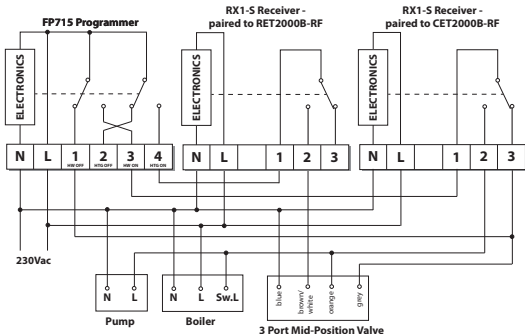 FP715 Programmer
RX1-S Receiver -
paired to RET2000B-RF
RX1-S Receiver -
paired to CET2000B-RF
ELECTRONICS
ELECTRONICS
ELECTRONICS
N L 1 2 3 4
HW OFF HTG OFF HW ON HTG ON
N L 1 2 3
N L 1 2 3
230Vac
N L
Pump
N L Sw.L
Boiler
blue
brown/
white
orange
grey
3 Port Mid-Position Valve